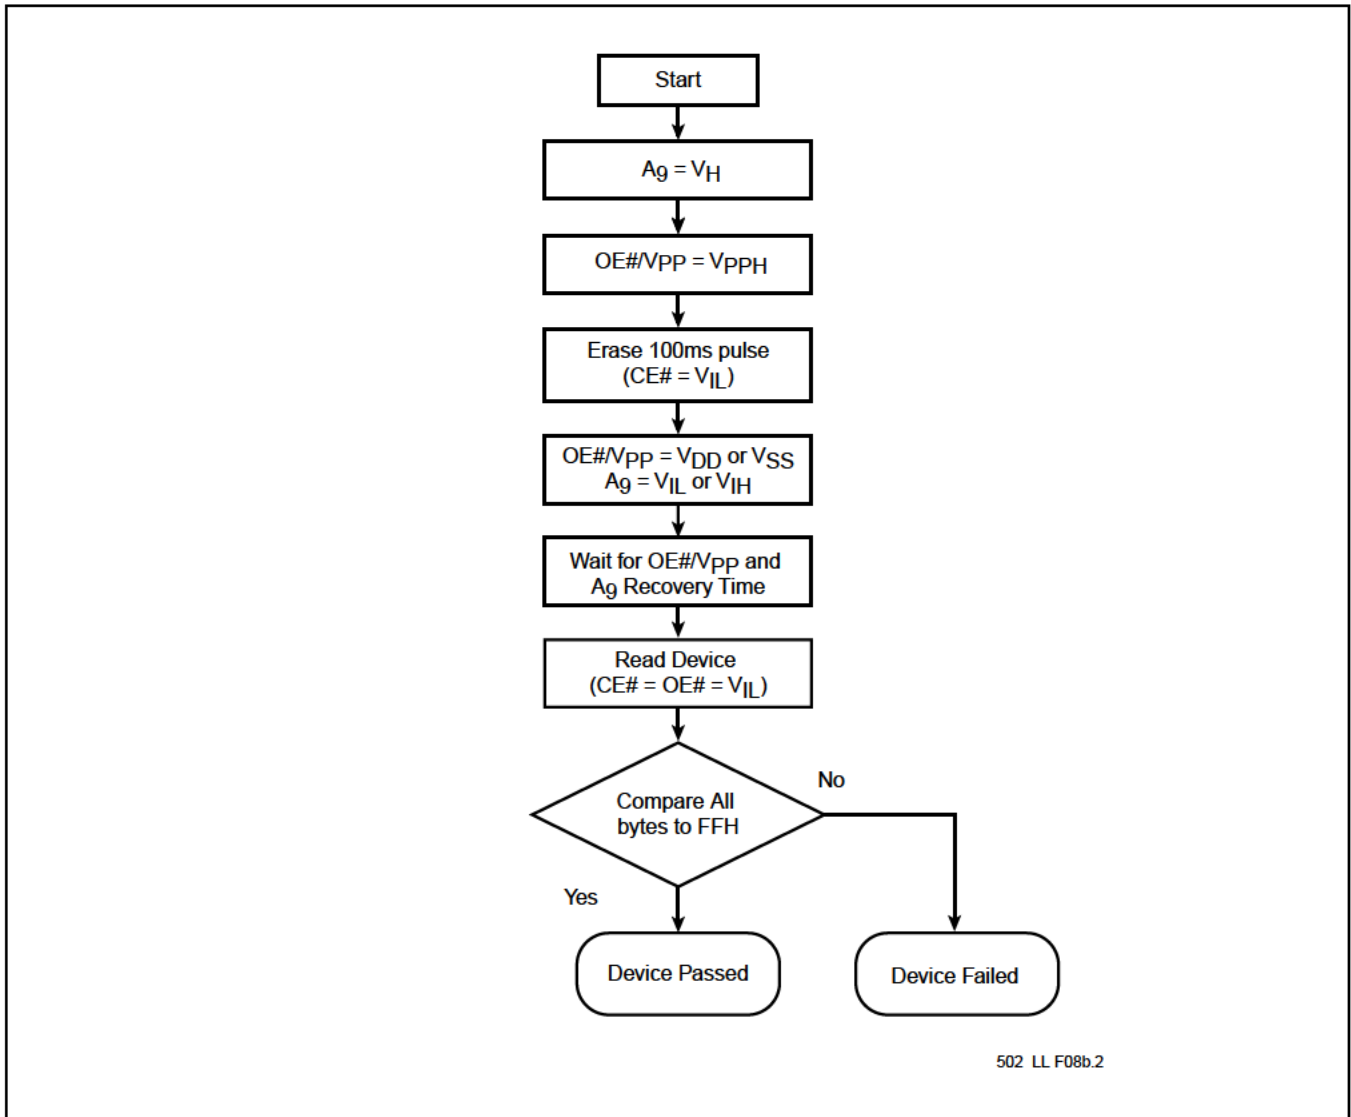 Start
A9 = VH
OE#/VPP = VPPH
Erase 100ms pulse
(CE# = VIL)
OE#/VPP = VDD or VSS
A9 = VIL or VIH
Wait for OE#/VPP and
A9 Recovery Time
Read Device
(CE# = OE# = VIL)
No
Compare All
bytes to FFH
Yes
Device Passed
Device Failed
502 LL F08b.2